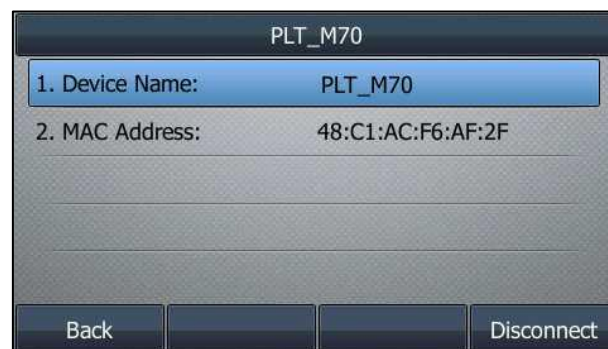 PLT_M70
1. Device Name: PLT_M70
2. MAC Address: 48:C1:AC:F6:AF:2F
Back Disconnect